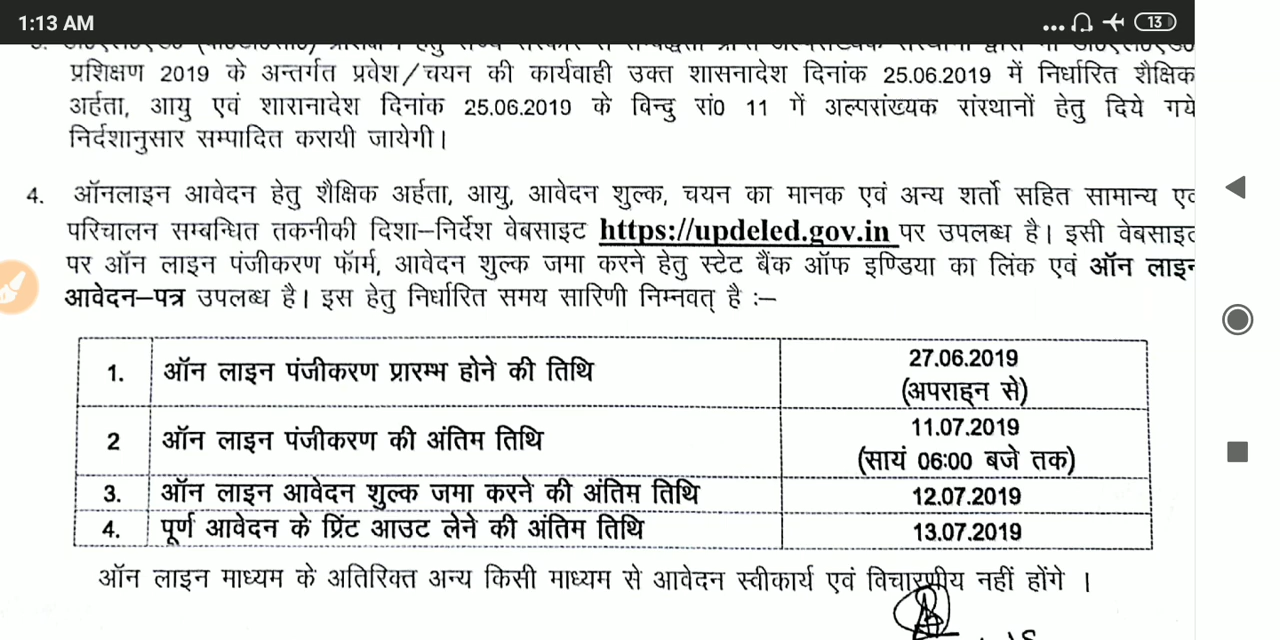 1:13 AM
13
प्रशिक्षण 2019 के अन्तर्गत प्रवेश/चयन की कार्यवाही उक्त शासनादेश दिनांक 25.06.2019 में निर्धारित शैक्षिक
अर्हता, आयु एवं शारानादेश दिनांक 25.06.2019 के बिन्दु सं0 11 में अल्पसंख्यक संस्थानों हेतु दिये गये
निर्दशानुसार सम्पादित करायी जायेगी।
4. ऑनलाइन आवेदन हेतु शैक्षिक अर्हता, आयु, आवेदन शुल्क, चयन का मानक एवं अन्य शर्तो सहित सामान्य एव
परिचालन सम्बन्धित तकनीकी दिशा–निर्देश वेबसाइट https://updeled.gov.in पर उपलब्ध है। इसी वेबसाइट
पर ऑन लाइन पंजीकरण फॉर्म, आवेदन शुल्क जमा करने हेतु स्टेट बैंक ऑफ इण्डिया का लिंक एवं ऑन लाइन
आवेदन–पत्र उपलब्ध है। इस हेतु निर्धारित समय सारिणी निम्नवत् है :–
1. ऑन लाइन पंजीकरण प्रारम्भ होने की तिथि 27.06.2019
(अपराह्न से)
2 ऑन लाइन पंजीकरण की अंतिम तिथि 11.07.2019
(सायं 06:00 बजे तक)
3. ऑन लाइन आवेदन शुल्क जमा करने की अंतिम तिथि 12.07.2019
4. पूर्ण आवेदन के प्रिंट आउट लेने की अंतिम तिथि 13.07.2019
ऑन लाइन माध्यम के अतिरिक्त अन्य किसी माध्यम से आवेदन स्वीकार्य एवं विचारणीय नहीं होंगे ।